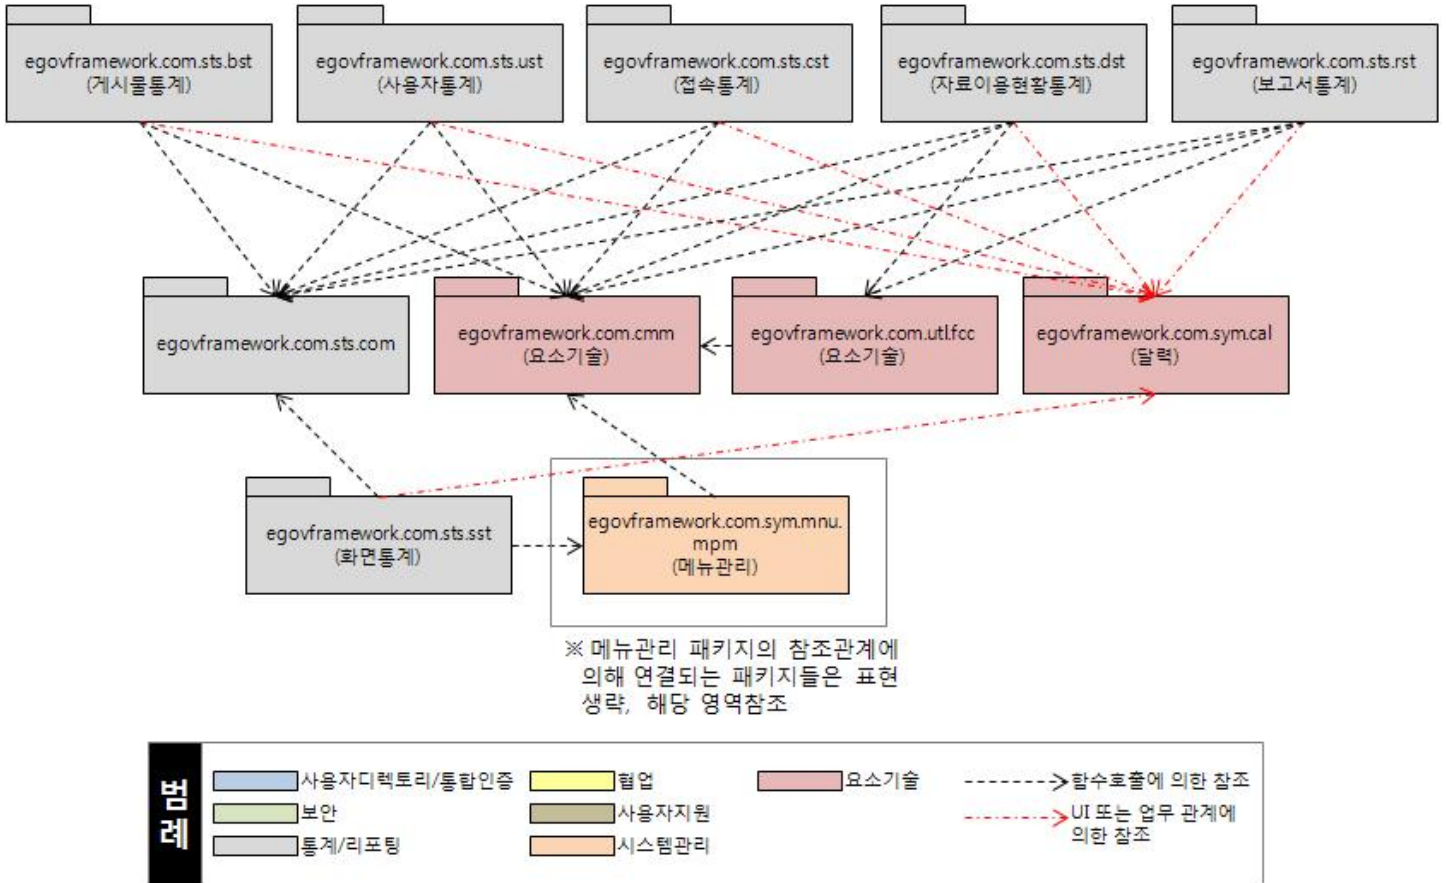 egovframework.com.sts.bst
(게시물통계)
egovframework.com.sts.ust
(사용자통계)
egovframework.com.sts.cst
(접속통계)
egovframework.com.sts.dst
(자료이용현황통계)
egovframework.com.sts.rst
(보고서통계)
egovframework.com.sts.com
egovframework.com.cmm
(요소기술)
egovframework.com.utl.fcc
(요소기술)
egovframework.com.sym.cal
(달력)
egovframework.com.sts.sst
(화면통계)
egovframework.com.sym.mnu.
mpm
(메뉴관리)
※ 메뉴관리 패키지의 참조관계에
의해 연결되는 패키지들은 표현
생략, 해당 영역참조
범
례
사용자디렉토리/통합인증
협업
요소기술
함수호출에 의한 참조
보안
사용자지원
UI 또는 업무 관계에
의한 참조
통계/리포팅
시스템관리